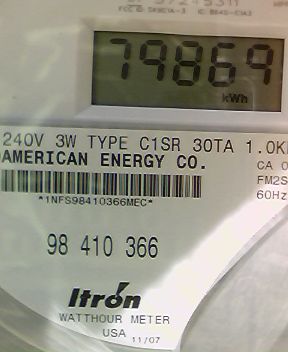 79869
kWh
240V 3W TYPE C1SR 30TA 1.0K
AMERICAN ENERGY CO.
CA 0
FM2S
*1NFS98410366MEC*
60Hz
98 410 366
Itron
WATTHOUR METER
USA 11/07